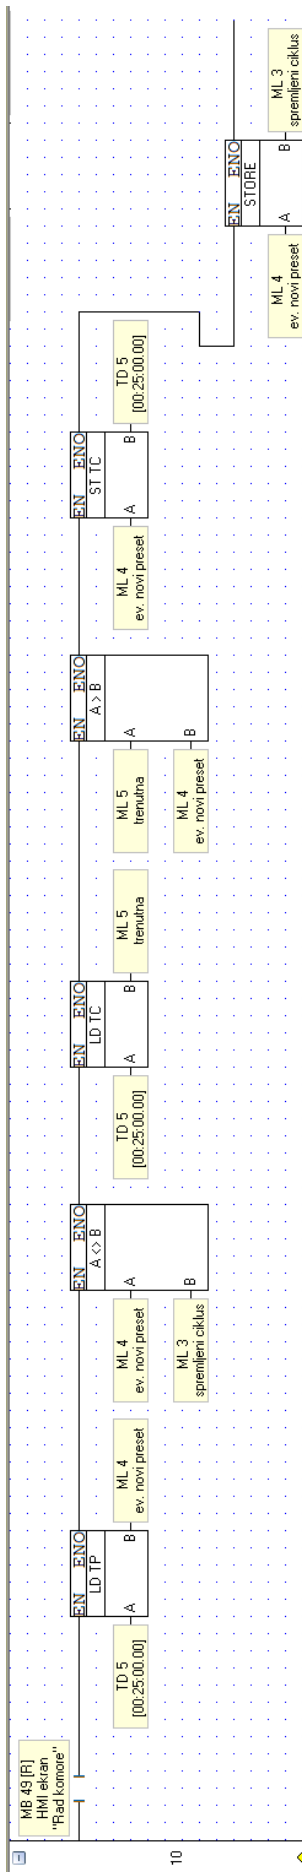 10
MB 49 [R]
HMI ekran
"Rad komore"
EN ENO
LD TP
A B
TD 5
[00:25:00.00]
ML 4
ev. novi preset
EN ENO
A <> B
A
B
ML 4
ev. novi preset
ML 3
spremljeni ciklus
EN ENO
LD TC
A B
TD 5
[00:25:00.00]
ML 5
trenutna
EN ENO
A > B
A
B
ML 5
trenutna
ML 4
ev. novi preset
EN ENO
ST TC
A B
ML 4
ev. novi preset
TD 5
[00:25:00.00]
EN ENO
STORE
A B
ML 4
ev. novi preset
ML 3
spremljeni ciklus